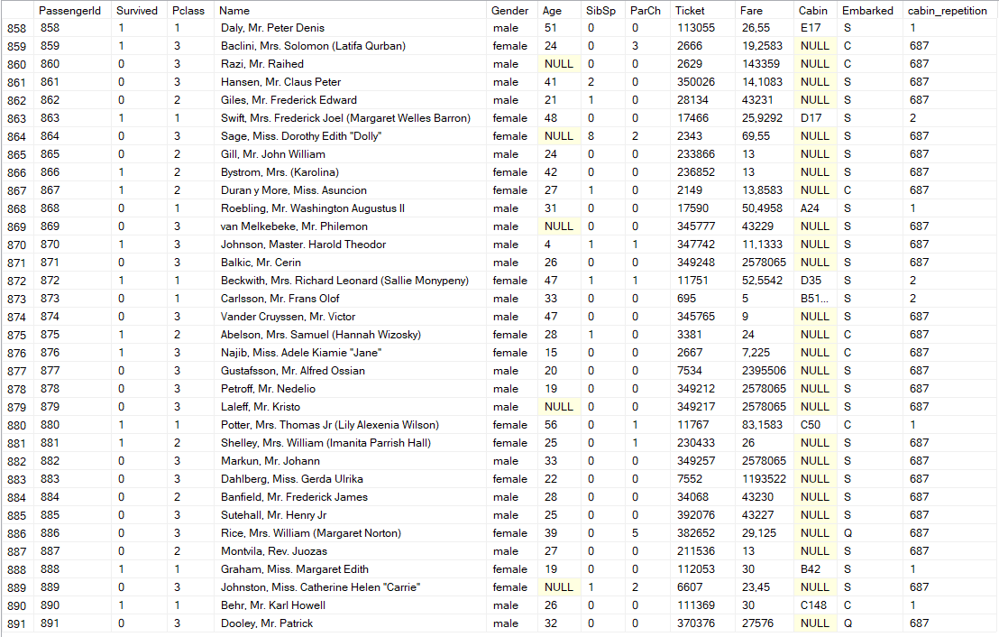 PassengerId Survived Pclass Name Gender Age SibSp ParCh Ticket Fare Cabin Embarked cabin_repetition
858 858 1 1 Daly, Mr. Peter Denis male 51 0 0 113055 26,55 E17 S 1
859 859 1 3 Baclini, Mrs. Solomon (Latifa Qurban) female 24 0 3 2666 19,2583 NULL C 687
860 860 0 3 Razi, Mr. Raihed male NULL 0 0 2629 143359 NULL C 687
861 861 0 3 Hansen, Mr. Claus Peter male 41 2 0 350026 14,1083 NULL S 687
862 862 0 2 Giles, Mr. Frederick Edward male 21 1 0 28134 43231 NULL S 687
863 863 1 1 Swift, Mrs. Frederick Joel (Margaret Welles Barron) female 48 0 0 17466 25,9292 D17 S 2
864 864 0 3 Sage, Miss. Dorothy Edith "Dolly" female NULL 8 2 2343 69,55 NULL S 687
865 865 0 2 Gill, Mr. John William male 24 0 0 233866 13 NULL S 687
866 866 1 2 Bystrom, Mrs. (Karolina) female 42 0 0 236852 13 NULL S 687
867 867 1 2 Duran y More, Miss. Asuncion female 27 1 0 2149 13,8583 NULL C 687
868 868 0 1 Roebling, Mr. Washington Augustus II male 31 0 0 17590 50,4958 A24 S 1
869 869 0 3 van Melkebeke, Mr. Philemon male NULL 0 0 345777 43229 NULL S 687
870 870 1 3 Johnson, Master. Harold Theodor male 4 1 1 347742 11,1333 NULL S 687
871 871 0 3 Balkic, Mr. Cerin male 26 0 0 349248 2578065 NULL S 687
872 872 1 1 Beckwith, Mrs. Richard Leonard (Sallie Monypeny) female 47 1 1 11751 52,5542 D35 S 2
873 873 0 1 Carlsson, Mr. Frans Olof male 33 0 0 695 5 B51... S 2
874 874 0 3 Vander Cruyssen, Mr. Victor male 47 0 0 345765 9 NULL S 687
875 875 1 2 Abelson, Mrs. Samuel (Hannah Wizosky) female 28 1 0 3381 24 NULL C 687
876 876 1 3 Najib, Miss. Adele Kiamie "Jane" female 15 0 0 2667 7,225 NULL C 687
877 877 0 3 Gustafsson, Mr. Alfred Ossian male 20 0 0 7534 2395506 NULL S 687
878 878 0 3 Petroff, Mr. Nedelio male 19 0 0 349212 2578065 NULL S 687
879 879 0 3 Laleff, Mr. Kristo male NULL 0 0 349217 2578065 NULL S 687
880 880 1 1 Potter, Mrs. Thomas Jr (Lily Alexenia Wilson) female 56 0 1 11767 83,1583 C50 C 1
881 881 1 2 Shelley, Mrs. William (Imanita Parrish Hall) female 25 0 1 230433 26 NULL S 687
882 882 0 3 Markun, Mr. Johann male 33 0 0 349257 2578065 NULL S 687
883 883 0 3 Dahlberg, Miss. Gerda Ulrika female 22 0 0 7552 1193522 NULL S 687
884 884 0 2 Banfield, Mr. Frederick James male 28 0 0 34068 43230 NULL S 687
885 885 0 3 Sutehall, Mr. Henry Jr male 25 0 0 392076 43227 NULL S 687
886 886 0 3 Rice, Mrs. William (Margaret Norton) female 39 0 5 382652 29,125 NULL Q 687
887 887 0 2 Montvila, Rev. Juozas male 27 0 0 211536 13 NULL S 687
888 888 1 1 Graham, Miss. Margaret Edith female 19 0 0 112053 30 B42 S 1
889 889 0 3 Johnston, Miss. Catherine Helen "Carrie" female NULL 1 2 6607 23,45 NULL S 687
890 890 1 1 Behr, Mr. Karl Howell male 26 0 0 111369 30 C148 C 1
891 891 0 3 Dooley, Mr. Patrick male 32 0 0 370376 27576 NULL Q 687